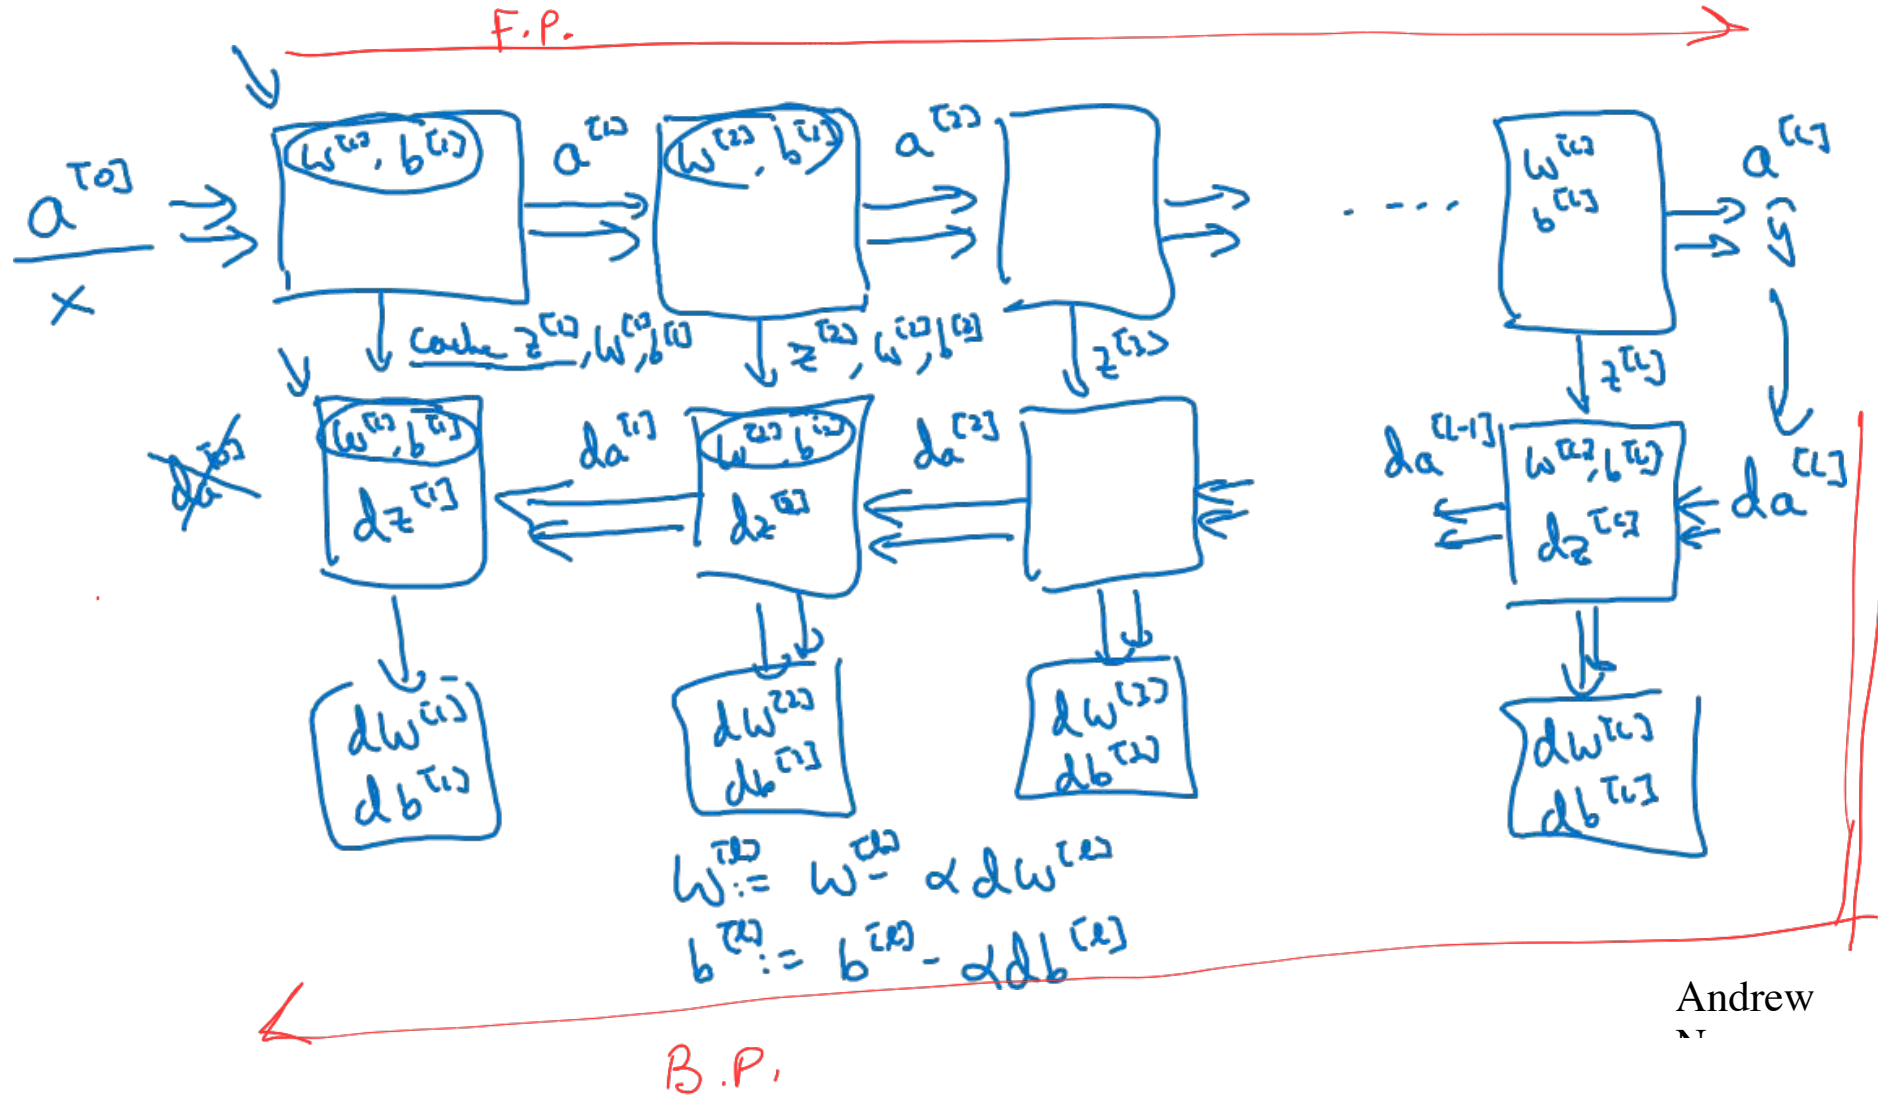 F.P.
a^[0]
x
w^[1], b^[1]
a^[1]
w^[2], b^[1]
a^[2]
w^[L]
b^[L]
a^[L]
ŷ
cache z^[1], w^[1], b^[1]
z^[2], w^[2], b^[2]
z^[3]
z^[L]
da^[0]
w^[1], b^[1]
dz^[1]
da^[1]
w^[2], b^[2]
dz^[2]
da^[2]
da^[L-1]
w^[L], b^[L]
dz^[L]
da^[L]
dw^[1]
db^[1]
dw^[2]
db^[2]
dw^[3]
db^[3]
dw^[L]
db^[L]
w^[l] := w^[l] - α dw^[l]
b^[l] := b^[l] - α db^[l]
Andrew
B.P.